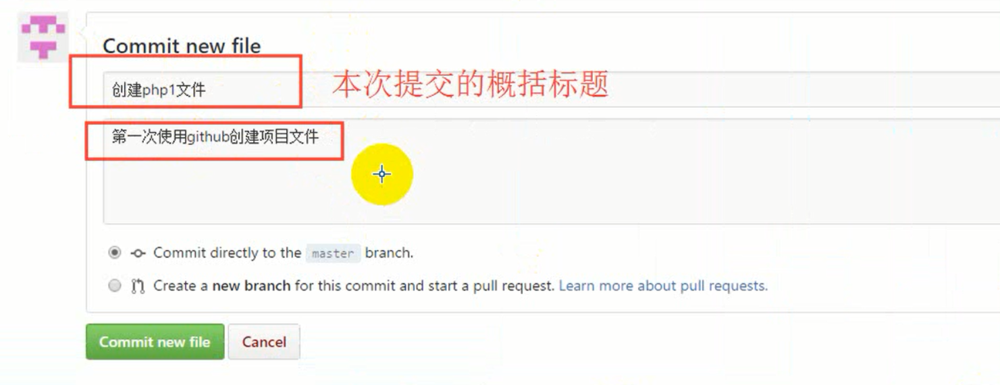 Commit new file
创建php1文件
本次提交的概括标题
第一次使用github创建项目文件
Commit directly to the master branch.
Create a new branch for this commit and start a pull request. Learn more about pull requests.
Commit new file
Cancel